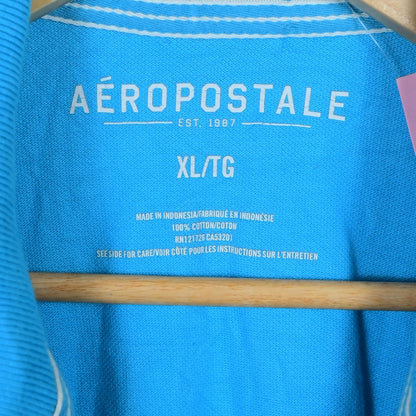 AÉROPOSTALE
EST. 1987
XL/TG
MADE IN INDONESIA/FABRIQUÉ EN INDONÉSIE
100% COTTON/COTON
RN121726 CA53201
SEE SIDE FOR CARE/VOIR CÔTÉ POUR LES INSTRUCTIONS SUR L'ENTRETIEN